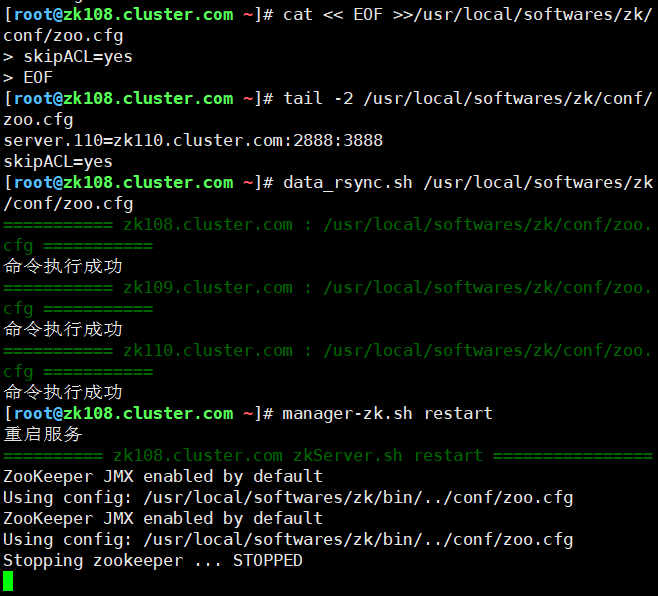 [root@zk108.cluster.com ~]# cat << EOF >>/usr/local/softwares/zk/
conf/zoo.cfg
> skipACL=yes
> EOF
[root@zk108.cluster.com ~]# tail -2 /usr/local/softwares/zk/conf/
zoo.cfg
server.110=zk110.cluster.com:2888:3888
skipACL=yes
[root@zk108.cluster.com ~]# data_rsync.sh /usr/local/softwares/zk
/conf/zoo.cfg
=========== zk108.cluster.com : /usr/local/softwares/zk/conf/zoo.
cfg ===========
命令执行成功
=========== zk109.cluster.com : /usr/local/softwares/zk/conf/zoo.
cfg ===========
命令执行成功
=========== zk110.cluster.com : /usr/local/softwares/zk/conf/zoo.
cfg ===========
命令执行成功
[root@zk108.cluster.com ~]# manager-zk.sh restart
重启服务
========== zk108.cluster.com zkServer.sh restart ================
ZooKeeper JMX enabled by default
Using config: /usr/local/softwares/zk/bin/../conf/zoo.cfg
ZooKeeper JMX enabled by default
Using config: /usr/local/softwares/zk/bin/../conf/zoo.cfg
Stopping zookeeper ... STOPPED